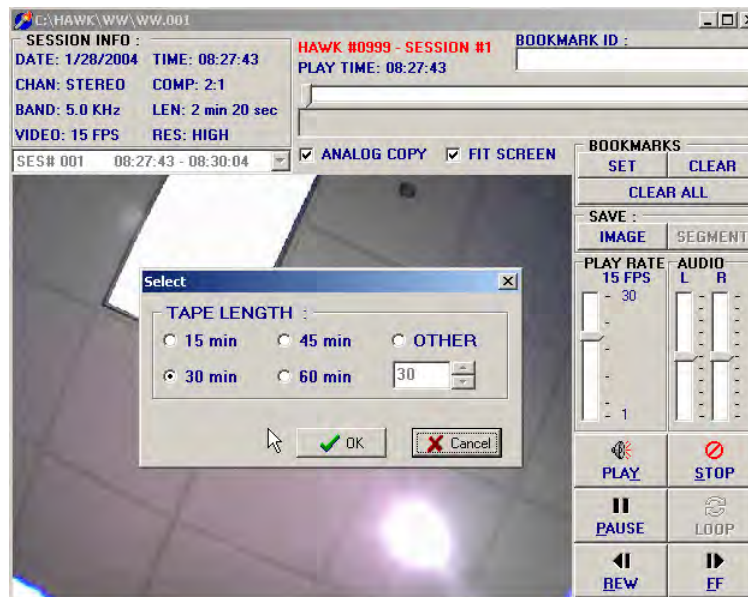 C:\HAWK\WW\WW.001
SESSION INFO :
DATE: 1/28/2004 TIME: 08:27:43
CHAN: STEREO COMP: 2:1
BAND: 5.0 KHz LEN: 2 min 20 sec
VIDEO: 15 FPS RES: HIGH
SES# 001 08:27:43 - 08:30:04
HAWK #0999 - SESSION #1
PLAY TIME: 08:27:43
BOOKMARK ID :
ANALOG COPY FIT SCREEN
BOOKMARKS
SET CLEAR
CLEAR ALL
SAVE :
IMAGE SEGMENT
PLAY RATE AUDIO
15 FPS L R
30
1
Select
TAPE LENGTH :
15 min 45 min OTHER
30 min 60 min 30
OK Cancel
PLAY STOP
PAUSE LOOP
REW FF